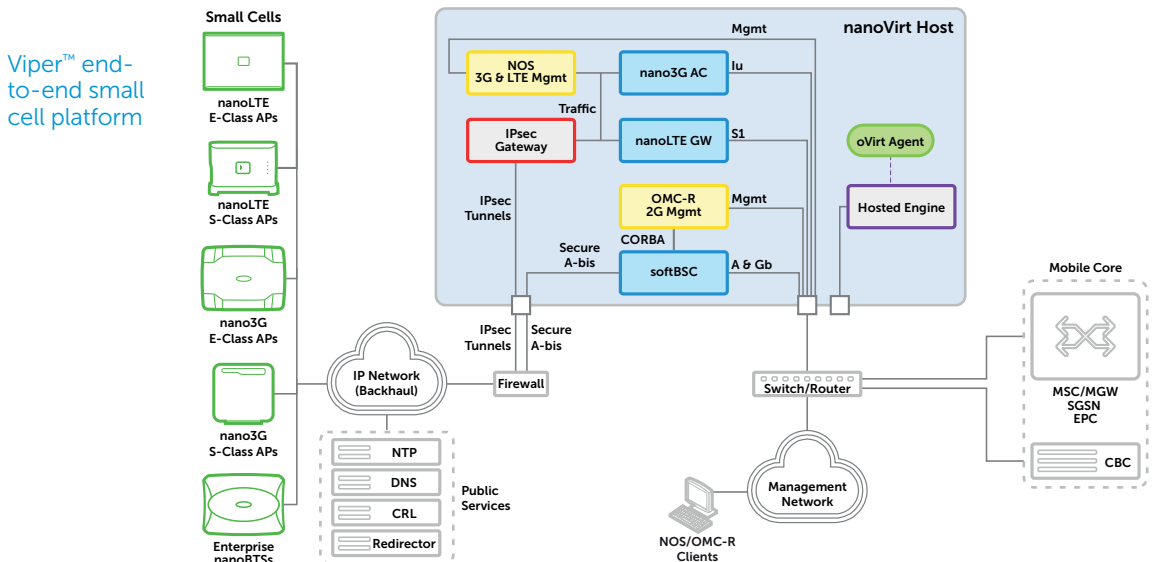 Viper™ end-
to-end small
cell platform
Small Cells
nanoLTE
E-Class APs
nanoLTE
S-Class APs
nano3G
E-Class APs
nano3G
S-Class APs
Enterprise
nanoBTSs
nanoVirt Host
Mgmt
NOS
3G & LTE Mgmt
nano3G AC
Iu
Traffic
IPsec
Gateway
nanoLTE GW
S1
oVirt Agent
IPsec
Tunnels
OMC-R
2G Mgmt
Mgmt
Hosted Engine
CORBA
Secure
A-bis
softBSC
A & Gb
IPsec
Tunnels
Secure
A-bis
IP Network
(Backhaul)
Firewall
Switch/Router
Mobile Core
MSC/MGW
SGSN
EPC
CBC
NTP
DNS
CRL
Redirector
Public
Services
Management
Network
NOS/OMC-R
Clients